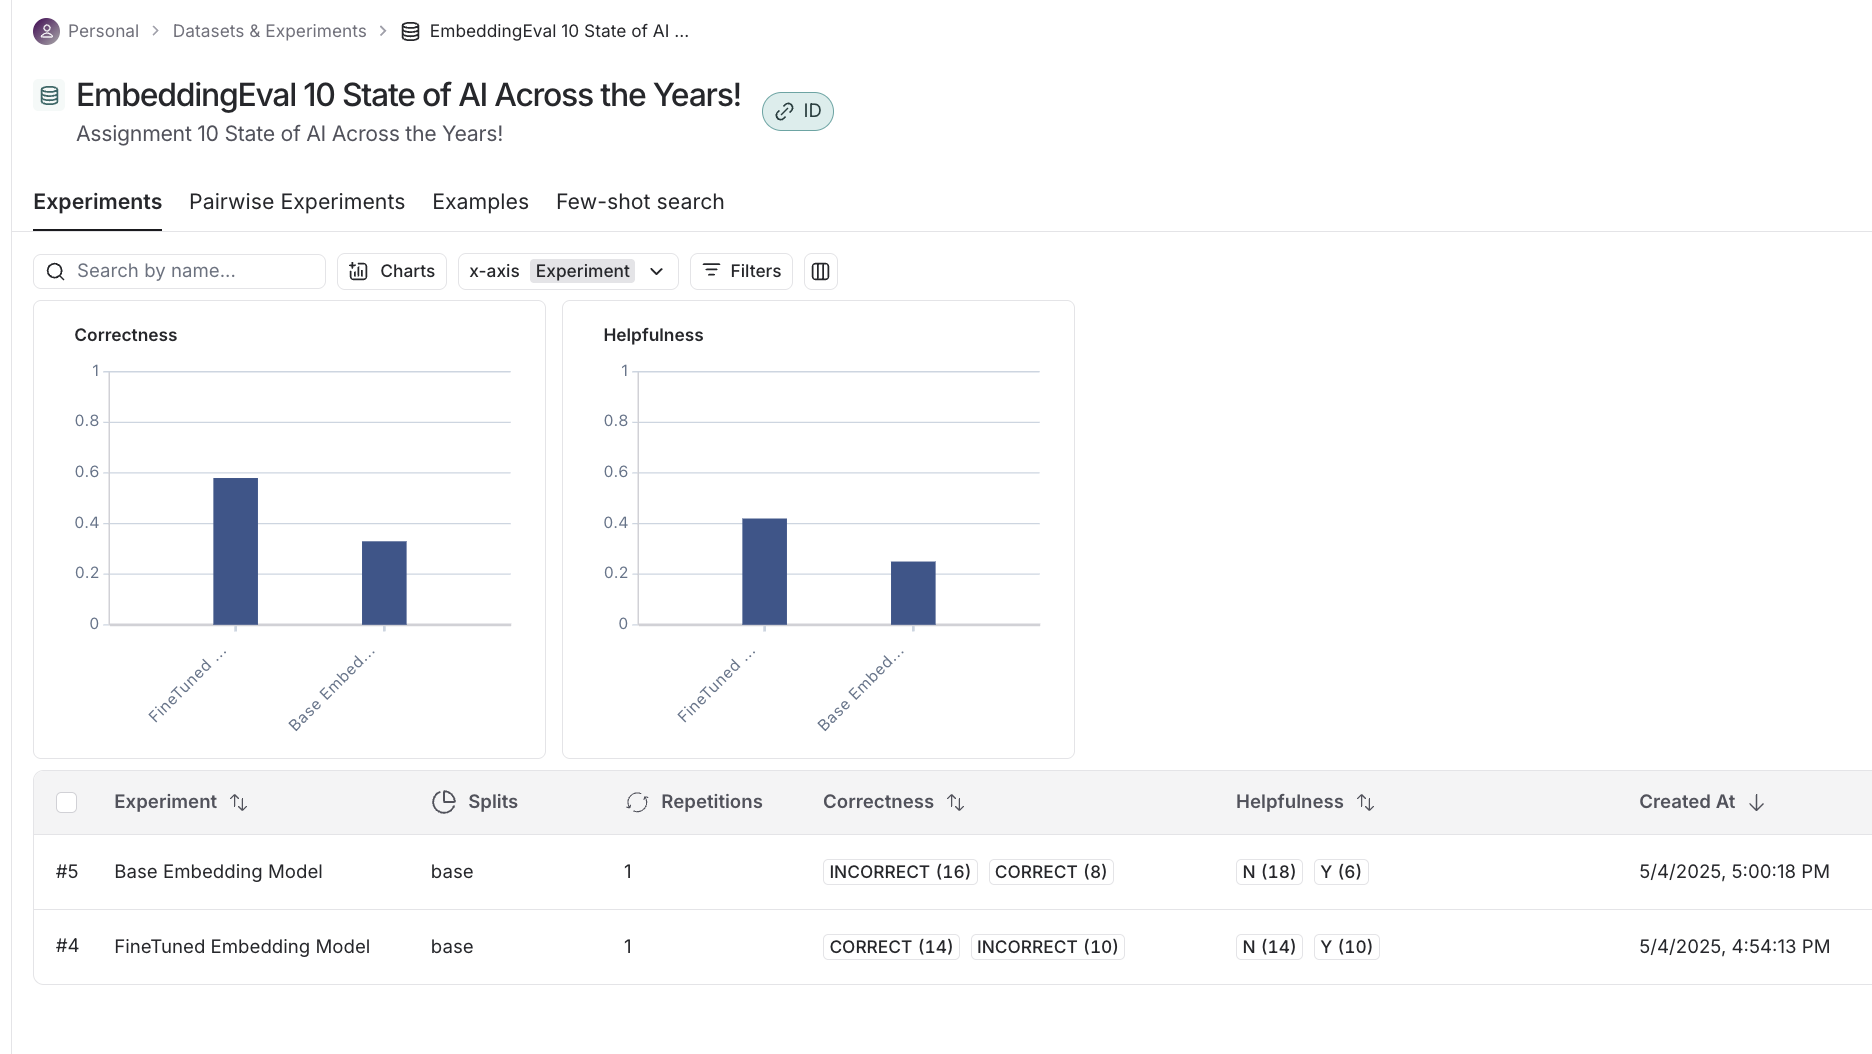 Personal > Datasets & Experiments > EmbeddingEval 10 State of AI ...
EmbeddingEval 10 State of AI Across the Years!
ID
Assignment 10 State of AI Across the Years!
Experiments Pairwise Experiments Examples Few-shot search
Search by name... Charts x-axis Experiment Filters
Correctness
1
0.8
0.6
0.4
0.2
0
FineTuned ...
Base Embed...
Helpfulness
1
0.8
0.6
0.4
0.2
0
FineTuned ...
Base Embed...
Experiment Splits Repetitions Correctness Helpfulness Created At
#5 Base Embedding Model base 1 INCORRECT (16) CORRECT (8) N (18) Y (6) 5/4/2025, 5:00:18 PM
#4 FineTuned Embedding Model base 1 CORRECT (14) INCORRECT (10) N (14) Y (10) 5/4/2025, 4:54:13 PM